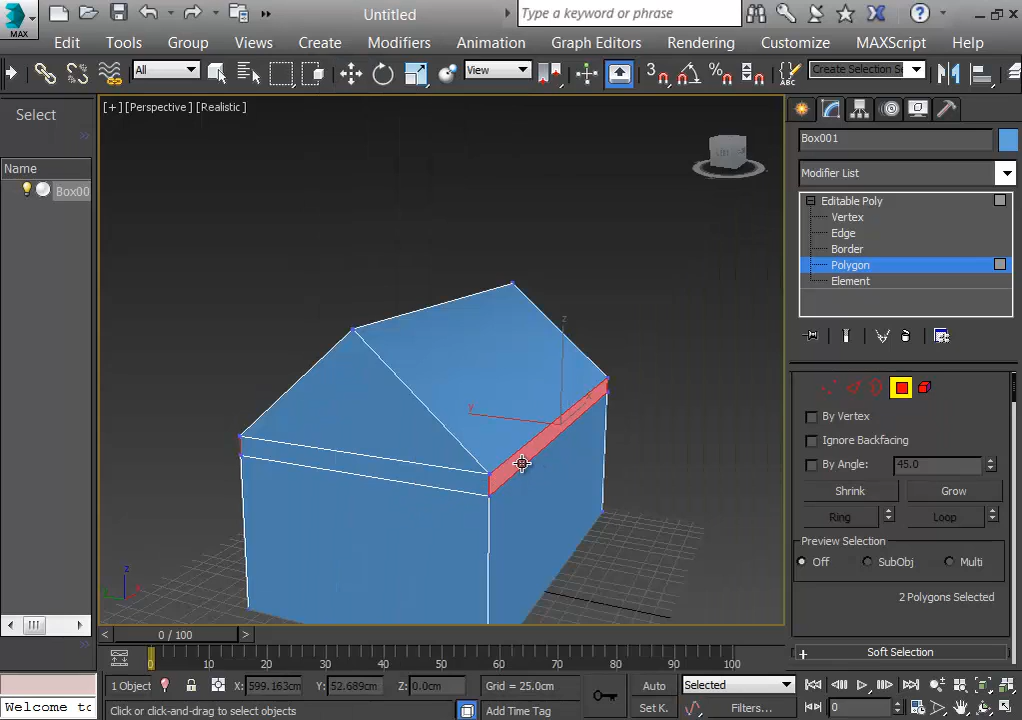 MAX
Untitled
Type a keyword or phrase
Edit Tools Group Views Create Modifiers Animation Graph Editors Rendering Customize MAXScript Help
All View Create Selection Se
Select
Name
Box00
[+] [Perspective] [Realistic]
z
y
x
z
Box001
Modifier List
Editable Poly
Vertex
Edge
Border
Polygon
Element
By Vertex
Ignore Backfacing
By Angle: 45.0
Shrink Grow
Ring Loop
Preview Selection
Off SubObj Multi
2 Polygons Selected
Soft Selection
0 / 100
0 10 20 30 40 50 60 70 80 90 100
1 Object X: 599.163cm Y: 52.689cm Z: 0.0cm Grid = 25.0cm Auto Selected
Welcome to Click or click-and-drag to select objects Add Time Tag Set K. Filters... 0